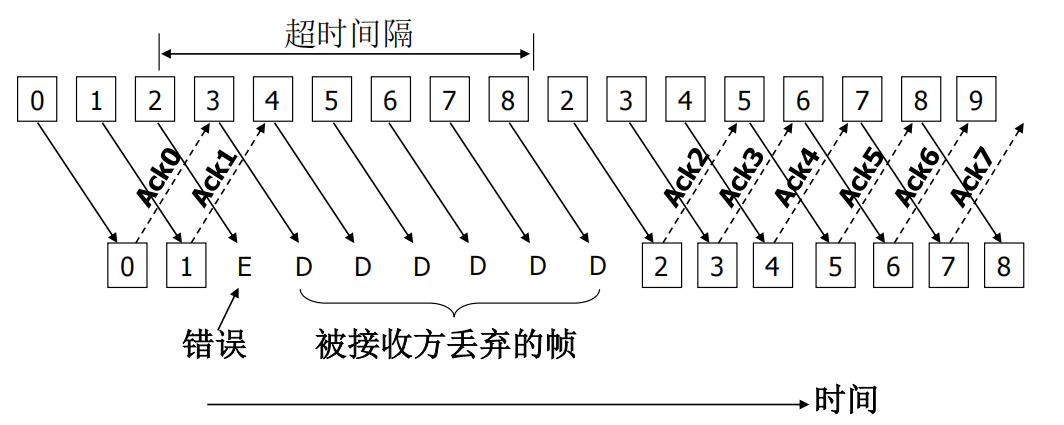 超时间隔
0 1 2 3 4 5 6 7 8 2 3 4 5 6 7 8 9
Ack0 Ack1 Ack2 Ack3 Ack4 Ack5 Ack6 Ack7
0 1 E D D D D D D 2 3 4 5 6 7 8
错误 被接收方丢弃的帧
时间